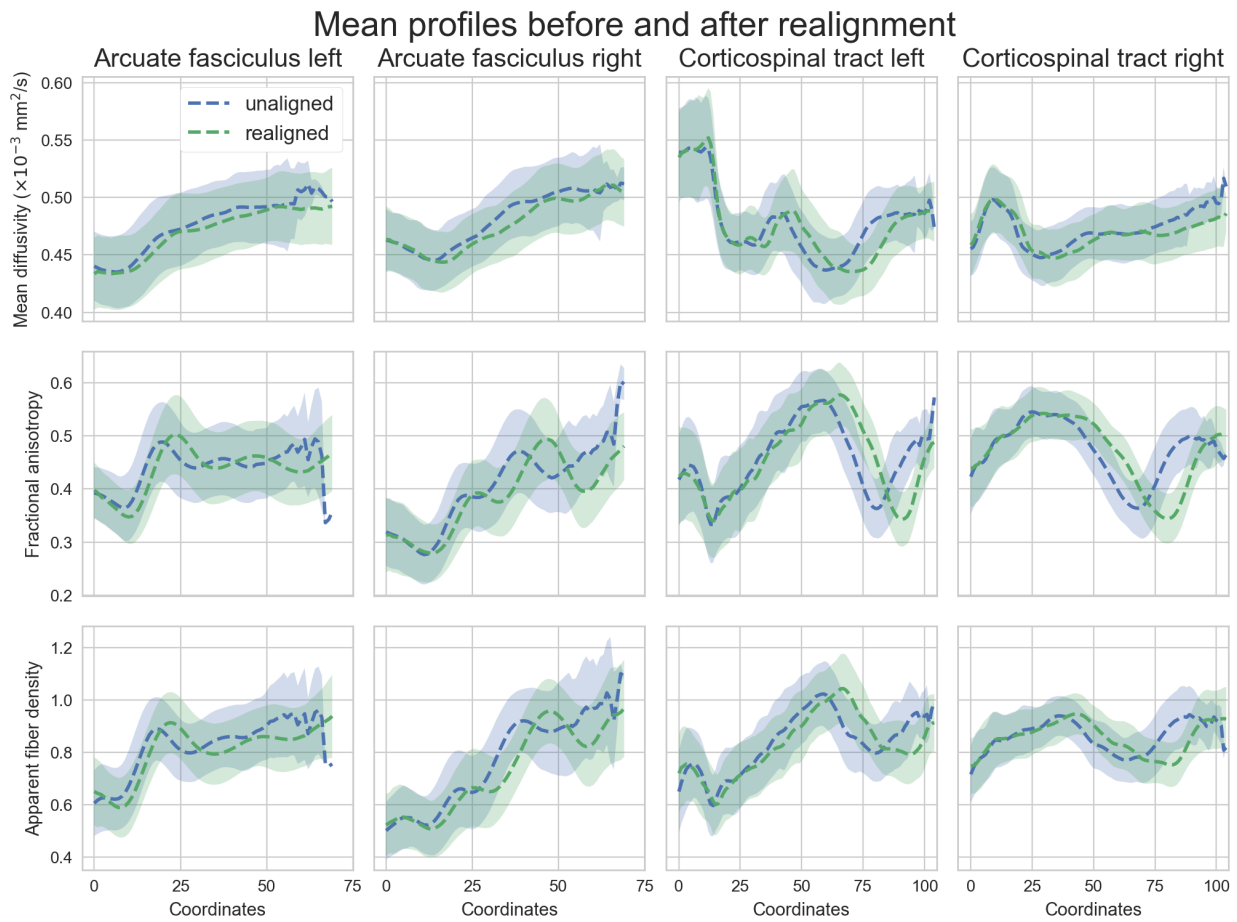 Mean profiles before and after realignment
Arcuate fasciculus left
Arcuate fasciculus right
Corticospinal tract left
Corticospinal tract right
Mean diffusivity (×10⁻³ mm²/s)
0.60
0.55
0.50
0.45
0.40
unaligned
realigned
Fractional anisotropy
0.6
0.5
0.4
0.3
0.2
Apparent fiber density
1.2
1.0
0.8
0.6
0.4
0 25 50 75
0 25 50 75
0 25 50 75 100
0 25 50 75 100
Coordinates
Coordinates
Coordinates
Coordinates